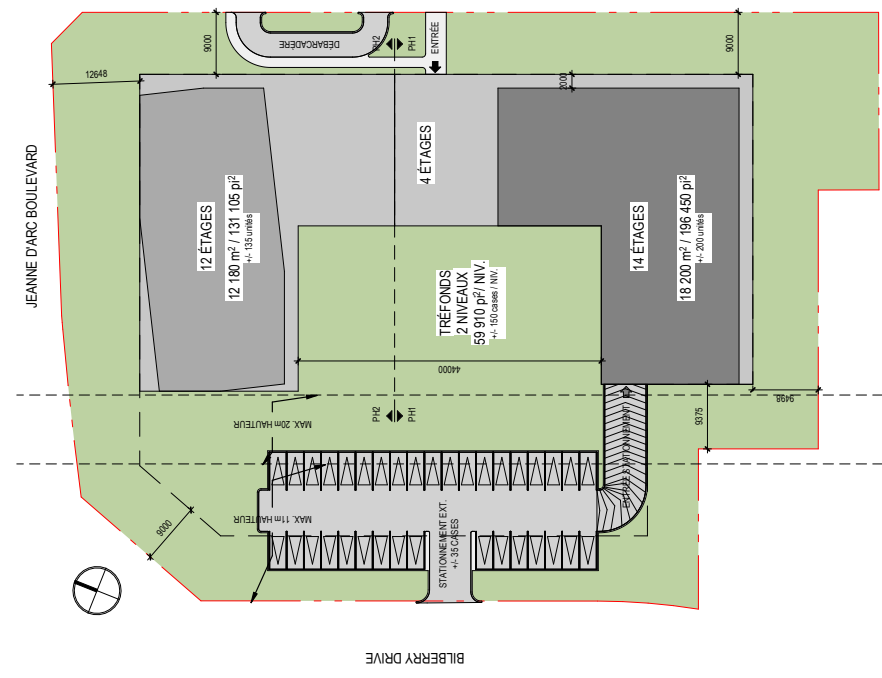 9000
DÉBARCADÈRE
PH2
PH1
ENTRÉE
9000
12648
2000
JEANNE D'ARC BOULEVARD
4 ÉTAGES
12 ÉTAGES
12 180 m² / 131 105 pi²
+/- 135 unités
14 ÉTAGES
18 200 m² / 196 450 pi²
+/- 200 unités
TRÉFONDS
2 NIVEAUX
59 910 pi²/ NIV.
+/- 150 cases / NIV.
44000
9498
9375
MAX. 20m HAUTEUR
PH2
PH1
ENTRÉE STATIONNEMENT
MAX. 11m HAUTEUR
9000
STATIONNEMENT EXT.
+/- 35 CASES
BILBERRY DRIVE